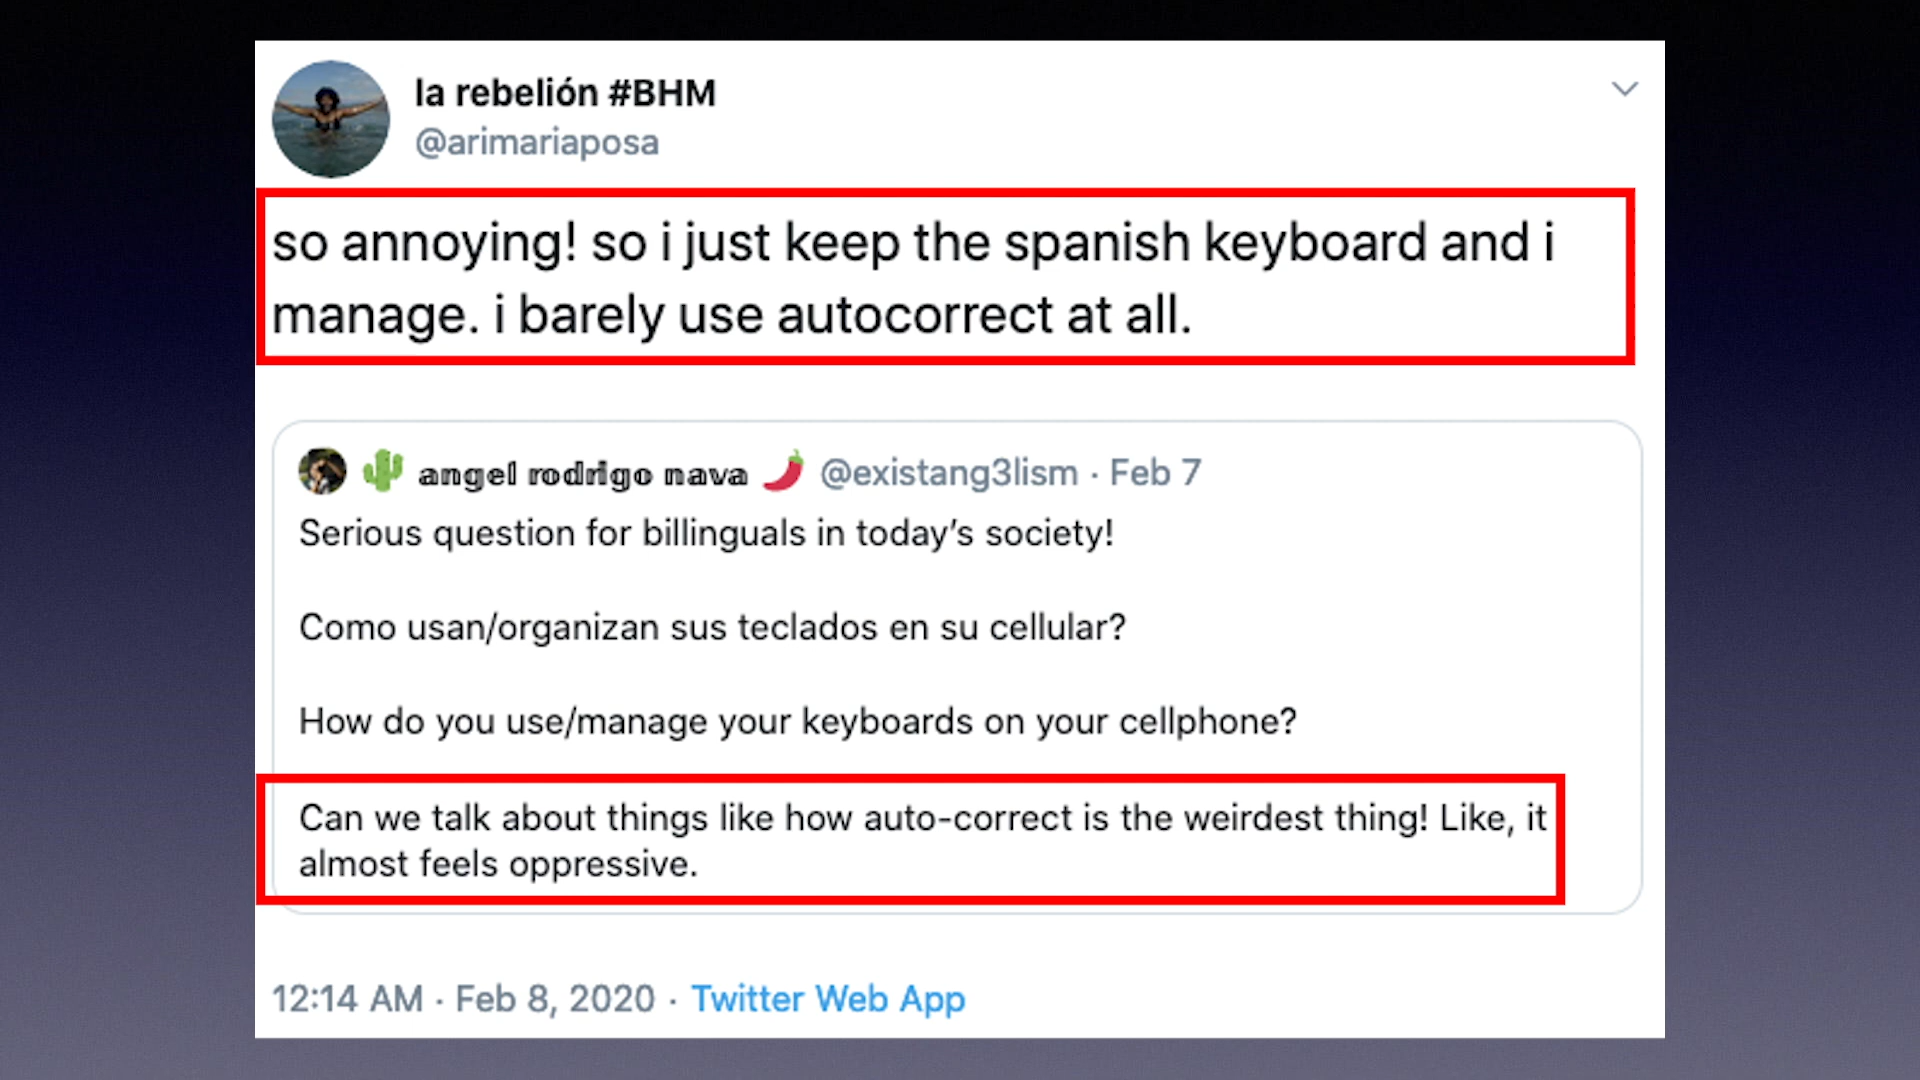 la rebelión #BHM
@arimariaposa
so annoying! so i just keep the spanish keyboard and i
manage. i barely use autocorrect at all.
angel rodrigo nava @existang3lism · Feb 7
Serious question for billinguals in today’s society!
Como usan/organizan sus teclados en su cellular?
How do you use/manage your keyboards on your cellphone?
Can we talk about things like how auto-correct is the weirdest thing! Like, it
almost feels oppressive.
12:14 AM · Feb 8, 2020 · Twitter Web App